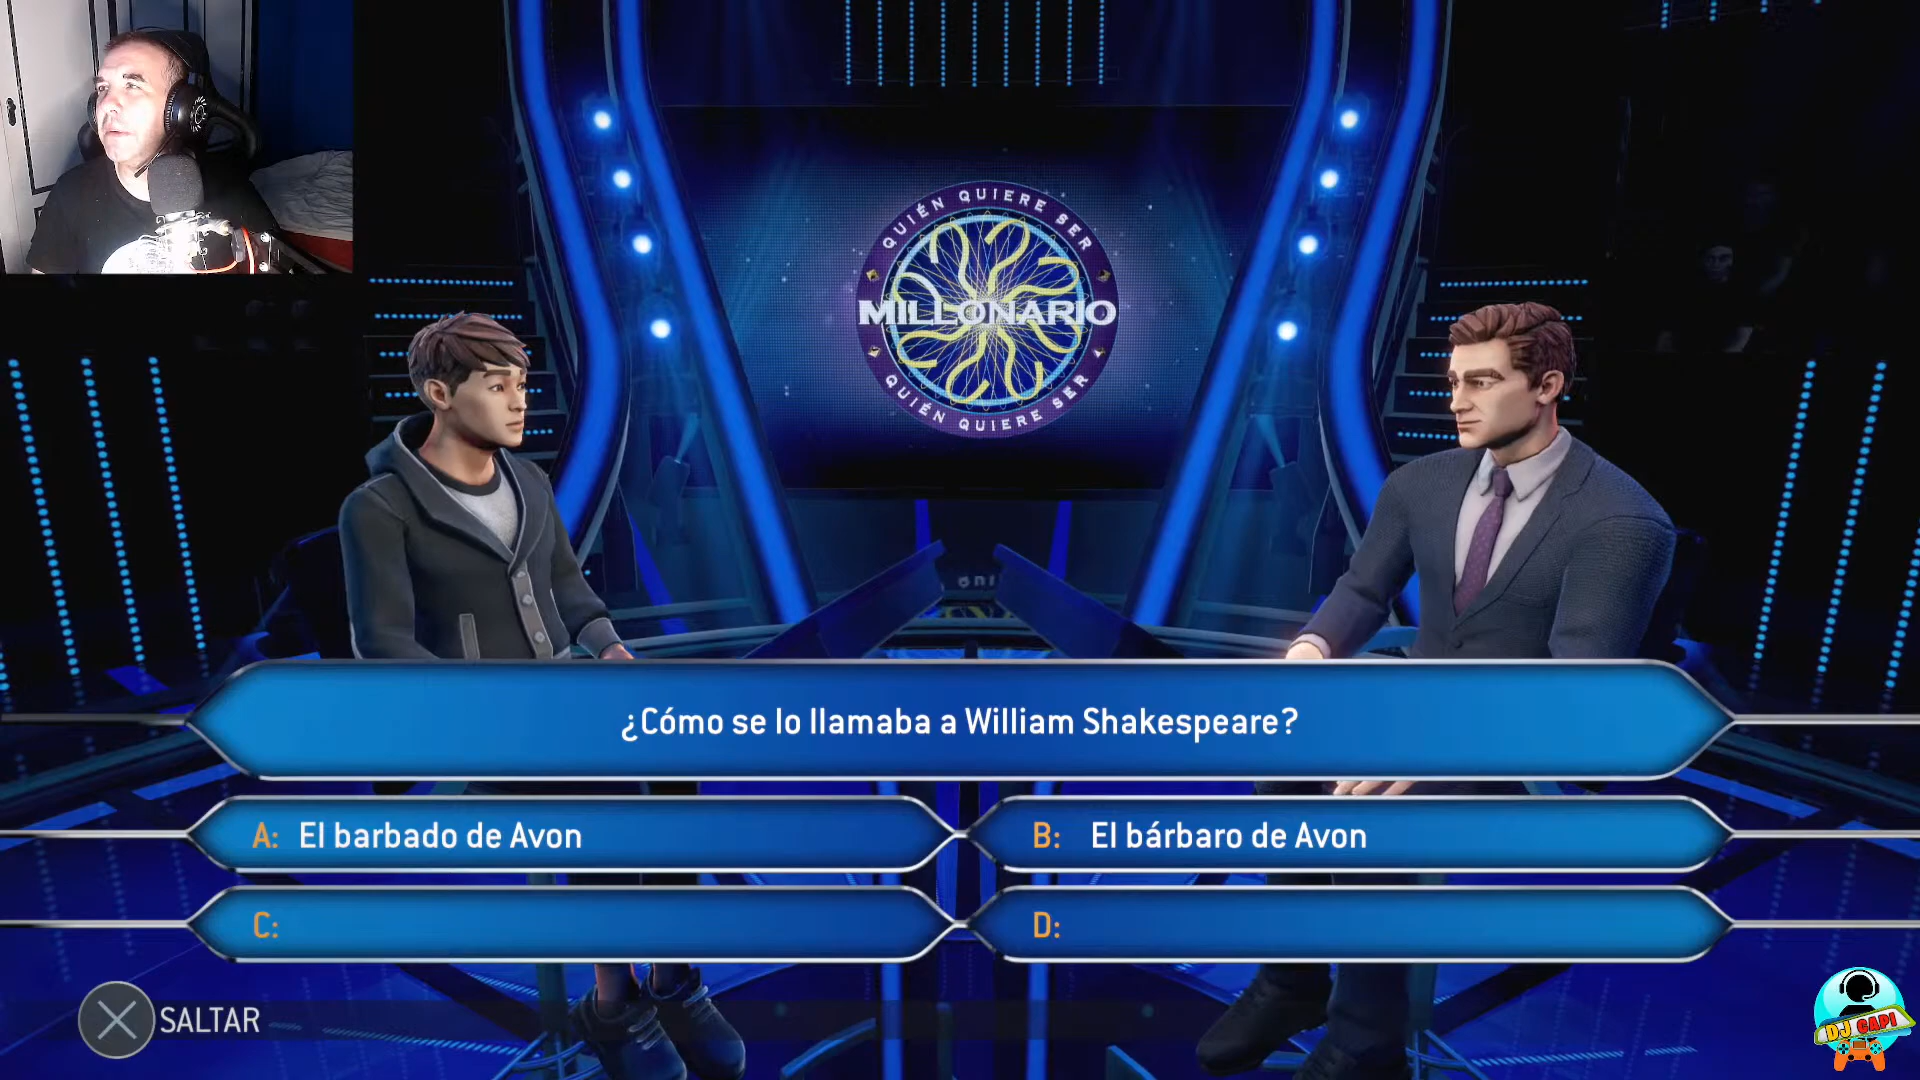 QUIÉN QUIERE SER
MILLONARIO
QUIÉN QUIERE SER
¿Cómo se lo llamaba a William Shakespeare?
A: El barbado de Avon
B: El bárbaro de Avon
C:
D:
SALTAR
DJ CAPI